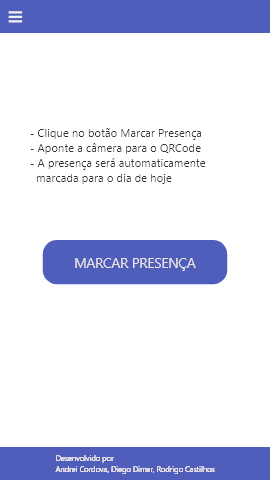 - Clique no botão Marcar Presença
- Aponte a câmera para o QRCode
- A presença será automaticamente
marcada para o dia de hoje
MARCAR PRESENÇA
Desenvolvido por
Andrei Cordova, Diego Dimer, Rodrigo Castilhos